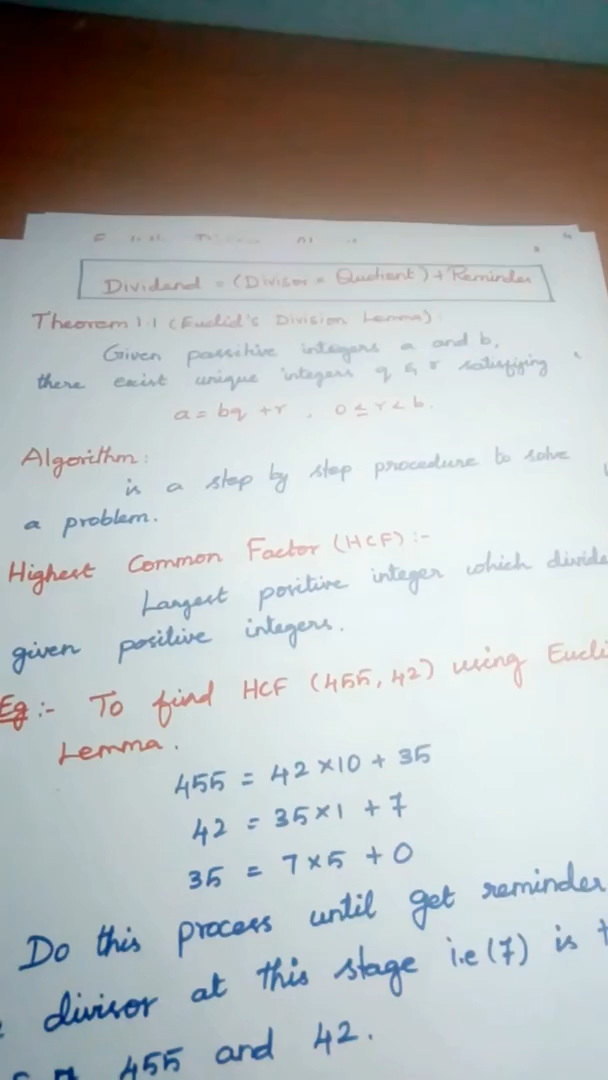 Dividend = (Divisor × Quotient) + Reminder
Theorem 1.1 (Euclid's Division Lemma)
Given possitive integers a and b,
there exist unique integers q & r satisfying
a = bq + r , 0 ≤ r < b.
Algorithm:
is a step by step procedure to solve
a problem.
Highest Common Factor (HCF) :-
Largest positive integer which divide
given positive integers.
Eg :- To find HCF (455, 42) using Eucli
Lemma.
455 = 42 × 10 + 35
42 = 35 × 1 + 7
35 = 7 × 5 + 0
Do this process until get reminder
divisor at this stage i.e (7) is
455 and 42.